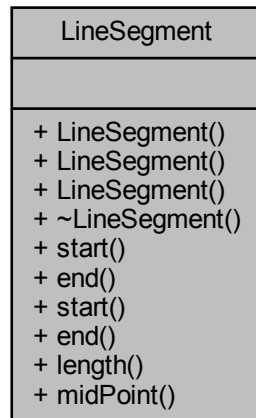 LineSegment
+ LineSegment()
+ LineSegment()
+ LineSegment()
+ ~LineSegment()
+ start()
+ end()
+ start()
+ end()
+ length()
+ midPoint()